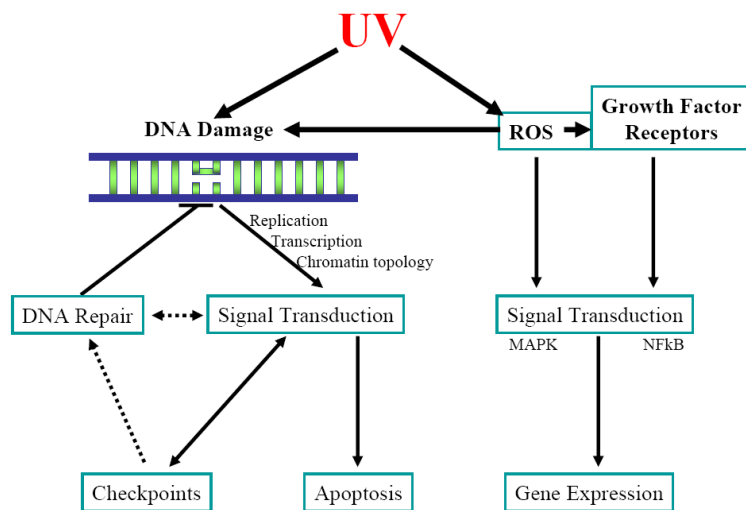 UV
DNA Damage
ROS
Growth Factor
Receptors
Replication
Transcription
Chromatin topology
DNA Repair
Signal Transduction
Signal Transduction
MAPK
NFkB
Checkpoints
Apoptosis
Gene Expression